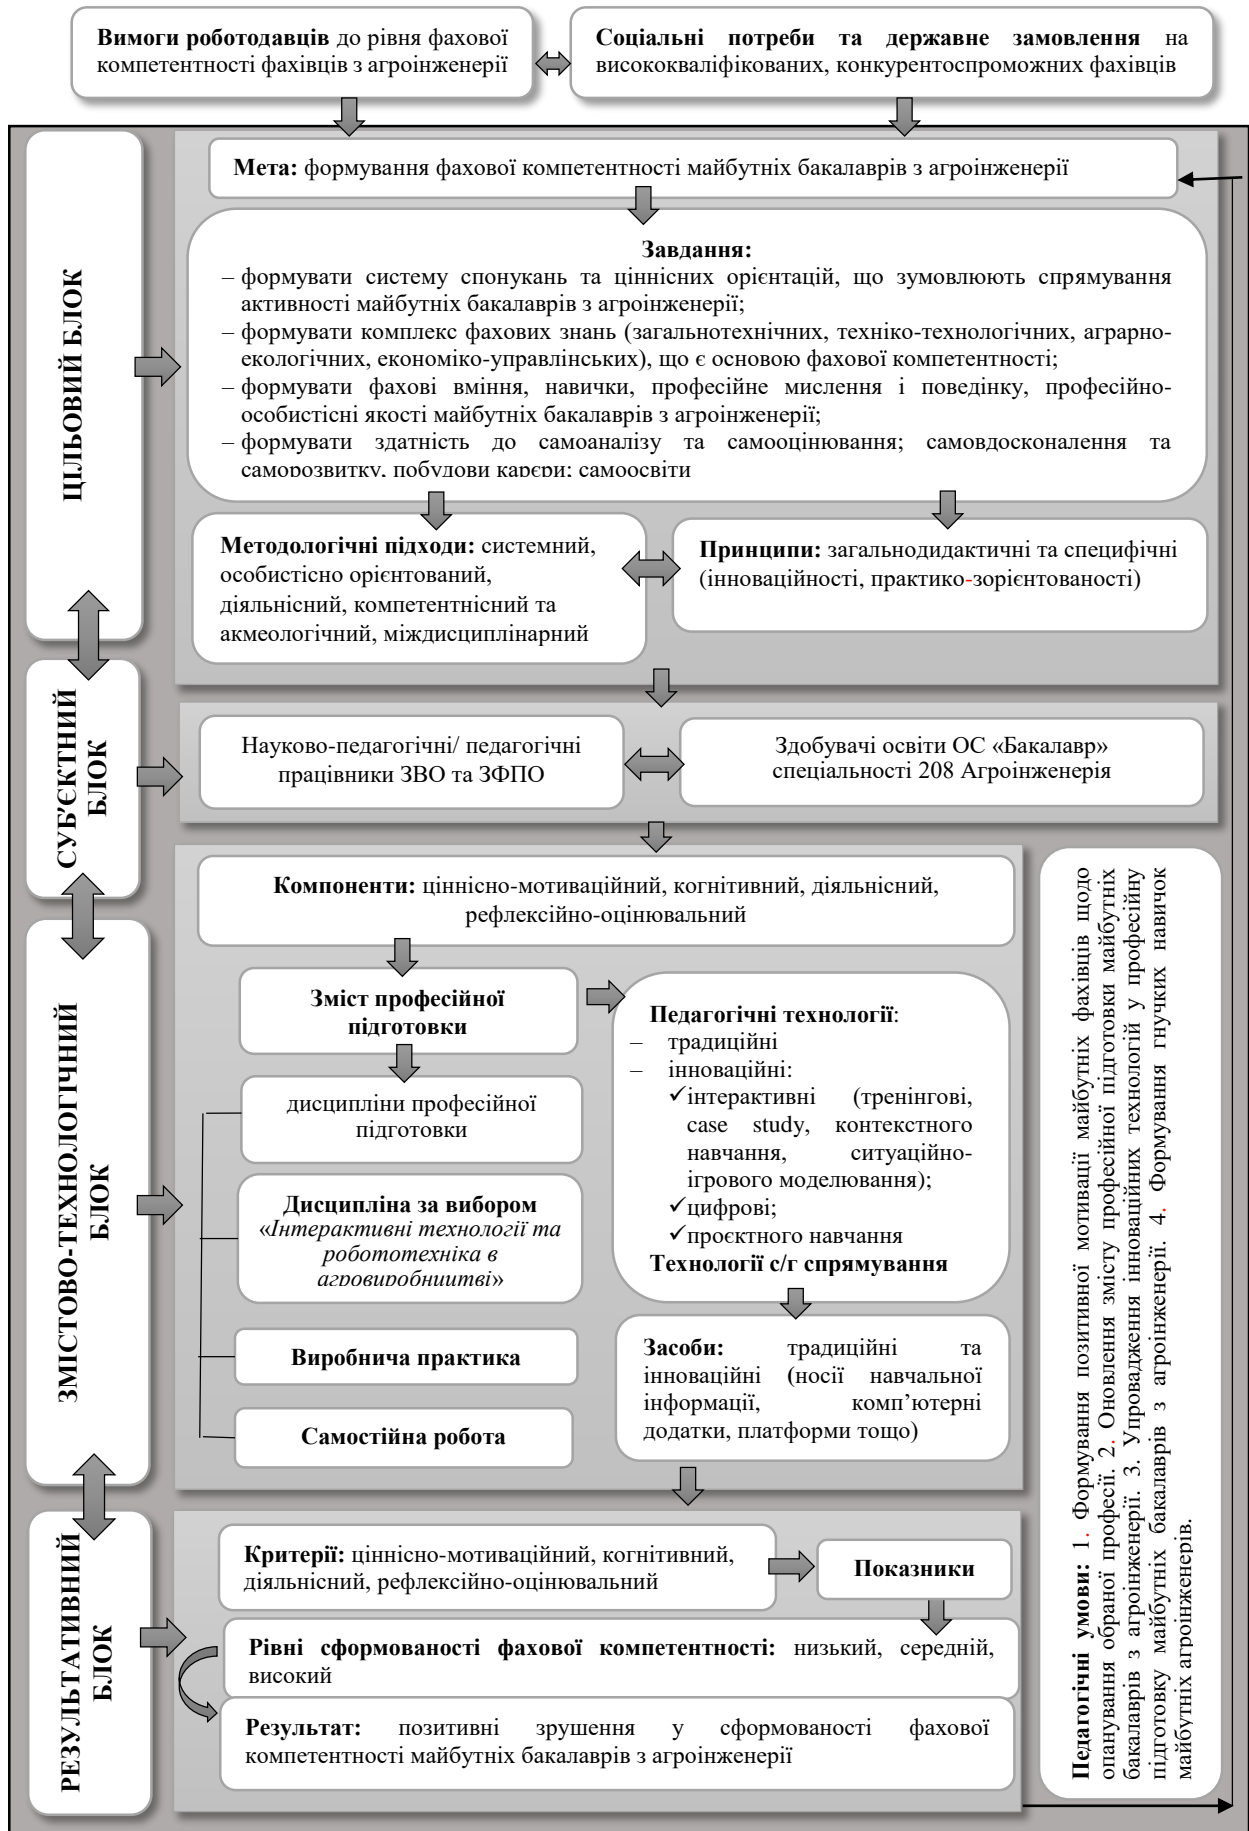 Вимоги роботодавців до рівня фахової
компетентності фахівців з агроінженерії
Соціальні потреби та державне замовлення на
висококваліфікованих, конкурентоспроможних фахівців
ЦІЛЬОВИЙ БЛОК
Мета: формування фахової компетентності майбутніх бакалаврів з агроінженерії
Завдання:
– формувати систему спонукань та ціннісних орієнтацій, що зумовлюють спрямування
активності майбутніх бакалаврів з агроінженерії;
– формувати комплекс фахових знань (загальнотехнічних, техніко-технологічних, аграрно-
екологічних, економіко-управлінських), що є основою фахової компетентності;
– формувати фахові вміння, навички, професійне мислення і поведінку, професійно-
особистісні якості майбутніх бакалаврів з агроінженерії;
– формувати здатність до самоаналізу та самооцінювання; самовдосконалення та
саморозвитку, побудови карєри; самоосвіти
Методологічні підходи: системний,
особистісно орієнтований,
діяльнісний, компетентнісний та
акмеологічний, міждисциплінарний
Принципи: загальнодидактичні та специфічні
(інноваційності, практико-зорієнтованості)
СУБ'ЄКТНИЙ
БЛОК
Науково-педагогічні/ педагогічні
працівники ЗВО та ЗФПО
Здобувачі освіти ОС «Бакалавр»
спеціальності 208 Агроінженерія
ЗМІСТОВО-ТЕХНОЛОГІЧНИЙ
БЛОК
Компоненти: ціннісно-мотиваційний, когнітивний, діяльнісний,
рефлексійно-оцінювальний
Зміст професійної
підготовки
дисципліни професійної
підготовки
Дисципліна за вибором
«Інтерактивні технології та
робототехніка в
агровиробництві»
Виробнича практика
Самостійна робота
Педагогічні технології:
– традиційні
– інноваційні:
✓інтерактивні (тренінгові,
case study, контекстного
навчання, ситуаційно-
ігрового моделювання);
✓цифрові;
✓проєктного навчання
Технології с/г спрямування
Засоби: традиційні та
інноваційні (носії навчальної
інформації, комп’ютерні
додатки, платформи тощо)
РЕЗУЛЬТАТИВНИЙ
БЛОК
Критерії: ціннісно-мотиваційний, когнітивний,
діяльнісний, рефлексійно-оцінювальний
Показники
Рівні сформованості фахової компетентності: низький, середній,
високий
Результат: позитивні зрушення у сформованості фахової
компетентності майбутніх бакалаврів з агроінженерії
Педагогічні умови: 1. Формування позитивної мотивації майбутніх фахівців щодо
опанування обраної професії. 2. Оновлення змісту професійної підготовки майбутніх
бакалаврів з агроінженерії. 3. Упровадження інноваційних технологій у професійну
підготовку майбутніх бакалаврів з агроінженерії. 4. Формування гнучких навичок
майбутніх агроінженерів.